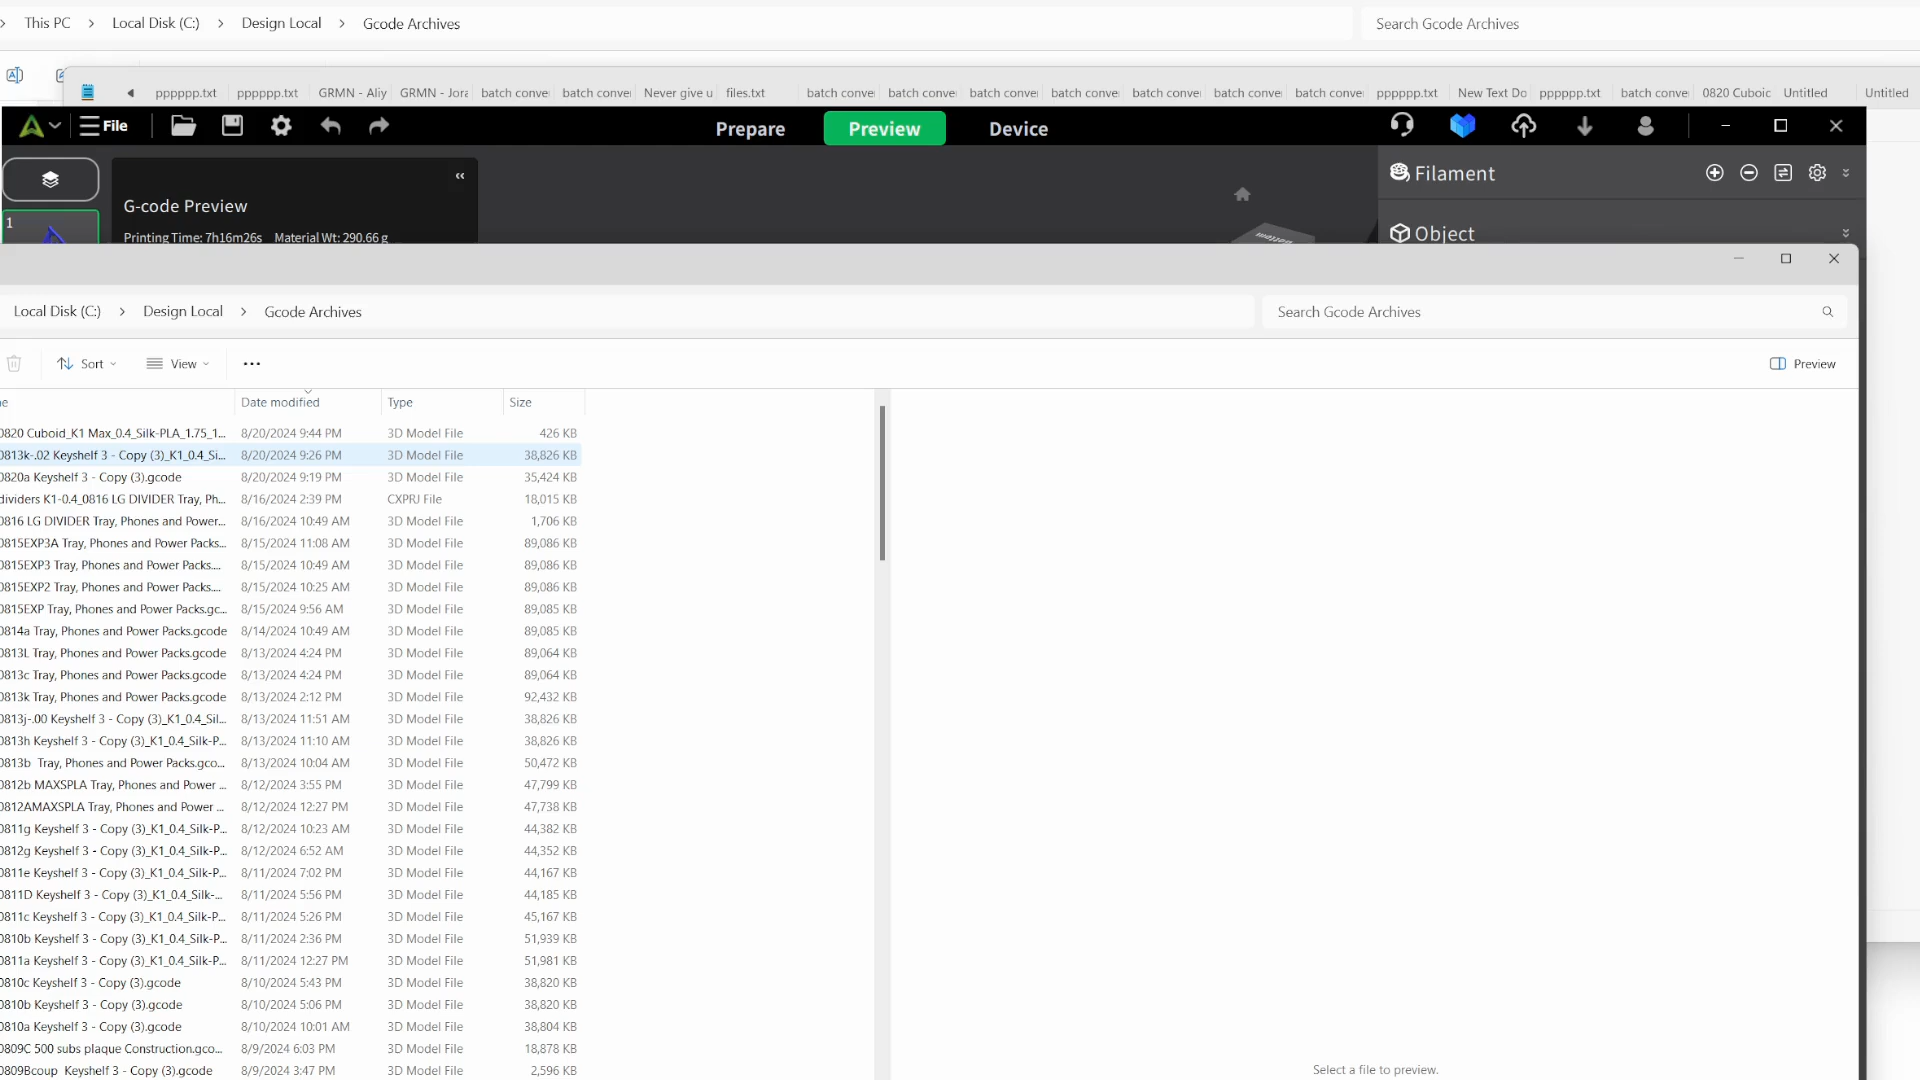 This PC > Local Disk (C:) > Design Local > Gcode Archives
Search Gcode Archives
pppppp.txt pppppp.txt GRMN - Aliy GRMN - Jora batch conve batch conve Never give u files.txt batch conve batch conve batch conve batch conve batch conve batch conve batch conve pppppp.txt New Text Do pppppp.txt batch conve 0820 Cuboic Untitled Untitled
File Prepare Preview Device
Filament
1
G-code Preview
Printing Time: 7h16m26s Material Wt: 290.66 g
Object
Local Disk (C:) > Design Local > Gcode Archives
Search Gcode Archives
Sort View ... Preview
e Date modified Type Size
0820 Cuboid_K1 Max_0.4_Silk-PLA_1.75_1... 8/20/2024 9:44 PM 3D Model File 426 KB
0813k-.02 Keyshelf 3 - Copy (3)_K1_0.4_Si... 8/20/2024 9:26 PM 3D Model File 38,826 KB
0820a Keyshelf 3 - Copy (3).gcode 8/20/2024 9:19 PM 3D Model File 35,424 KB
dividers K1-0.4_0816 LG DIVIDER Tray, Ph... 8/16/2024 2:39 PM CXPRJ File 18,015 KB
0816 LG DIVIDER Tray, Phones and Power... 8/16/2024 10:49 AM 3D Model File 1,706 KB
0815EXP3A Tray, Phones and Power Packs... 8/15/2024 11:08 AM 3D Model File 89,086 KB
0815EXP3 Tray, Phones and Power Packs.... 8/15/2024 10:49 AM 3D Model File 89,086 KB
0815EXP2 Tray, Phones and Power Packs.... 8/15/2024 10:25 AM 3D Model File 89,086 KB
0815EXP Tray, Phones and Power Packs.gc... 8/15/2024 9:56 AM 3D Model File 89,085 KB
0814a Tray, Phones and Power Packs.gcode 8/14/2024 10:49 AM 3D Model File 89,085 KB
0813L Tray, Phones and Power Packs.gcode 8/13/2024 4:24 PM 3D Model File 89,064 KB
0813c Tray, Phones and Power Packs.gcode 8/13/2024 4:24 PM 3D Model File 89,064 KB
0813k Tray, Phones and Power Packs.gcode 8/13/2024 2:12 PM 3D Model File 92,432 KB
0813j-.00 Keyshelf 3 - Copy (3)_K1_0.4_Sil... 8/13/2024 11:51 AM 3D Model File 38,826 KB
0813h Keyshelf 3 - Copy (3)_K1_0.4_Silk-P... 8/13/2024 11:10 AM 3D Model File 38,826 KB
0813b  Tray, Phones and Power Packs.gco... 8/13/2024 10:04 AM 3D Model File 50,472 KB
0812b MAXSPLA Tray, Phones and Power ... 8/12/2024 3:55 PM 3D Model File 47,799 KB
0812AMAXSPLA Tray, Phones and Power ... 8/12/2024 12:27 PM 3D Model File 47,738 KB
0811g Keyshelf 3 - Copy (3)_K1_0.4_Silk-P... 8/12/2024 10:23 AM 3D Model File 44,382 KB
0812g Keyshelf 3 - Copy (3)_K1_0.4_Silk-P... 8/12/2024 6:52 AM 3D Model File 44,352 KB
0811e Keyshelf 3 - Copy (3)_K1_0.4_Silk-P... 8/11/2024 7:02 PM 3D Model File 44,167 KB
0811D Keyshelf 3 - Copy (3)_K1_0.4_Silk-... 8/11/2024 5:56 PM 3D Model File 44,185 KB
0811c Keyshelf 3 - Copy (3)_K1_0.4_Silk-P... 8/11/2024 5:26 PM 3D Model File 45,167 KB
0810b Keyshelf 3 - Copy (3)_K1_0.4_Silk-P... 8/11/2024 2:36 PM 3D Model File 51,939 KB
0811a Keyshelf 3 - Copy (3)_K1_0.4_Silk-P... 8/11/2024 12:27 PM 3D Model File 51,981 KB
0810c Keyshelf 3 - Copy (3).gcode 8/10/2024 5:43 PM 3D Model File 38,820 KB
0810b Keyshelf 3 - Copy (3).gcode 8/10/2024 5:06 PM 3D Model File 38,820 KB
0810a Keyshelf 3 - Copy (3).gcode 8/10/2024 10:01 AM 3D Model File 38,804 KB
0809C 500 subs plaque Construction.gco... 8/9/2024 6:03 PM 3D Model File 18,878 KB
0809Bcoup  Keyshelf 3 - Copy (3).gcode 8/9/2024 3:47 PM 3D Model File 2,596 KB
Select a file to preview.